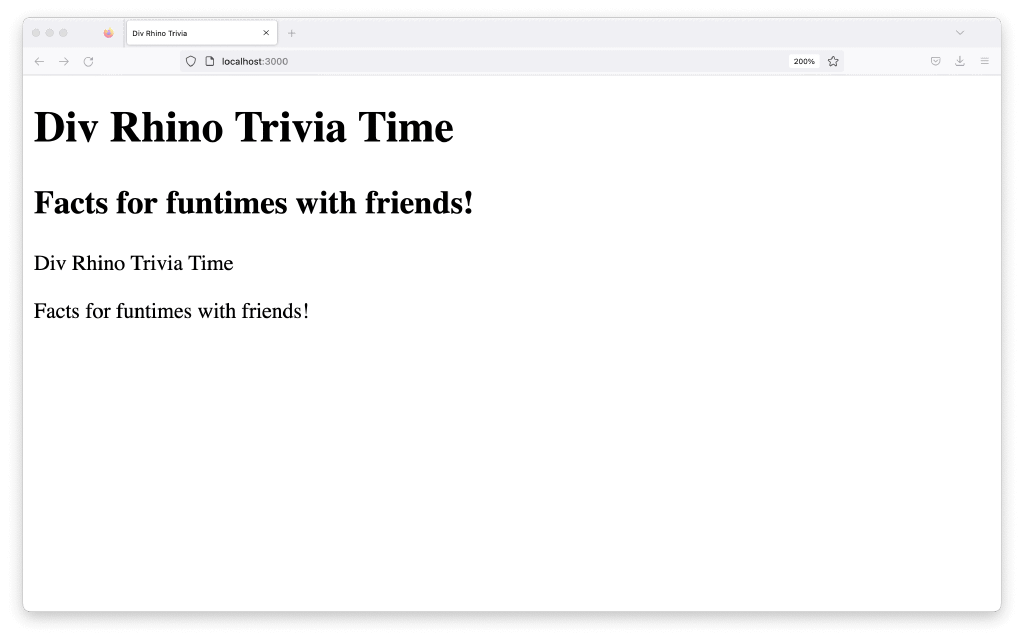 Div Rhino Trivia
localhost:3000
200%
Div Rhino Trivia Time
Facts for funtimes with friends!
Div Rhino Trivia Time
Facts for funtimes with friends!